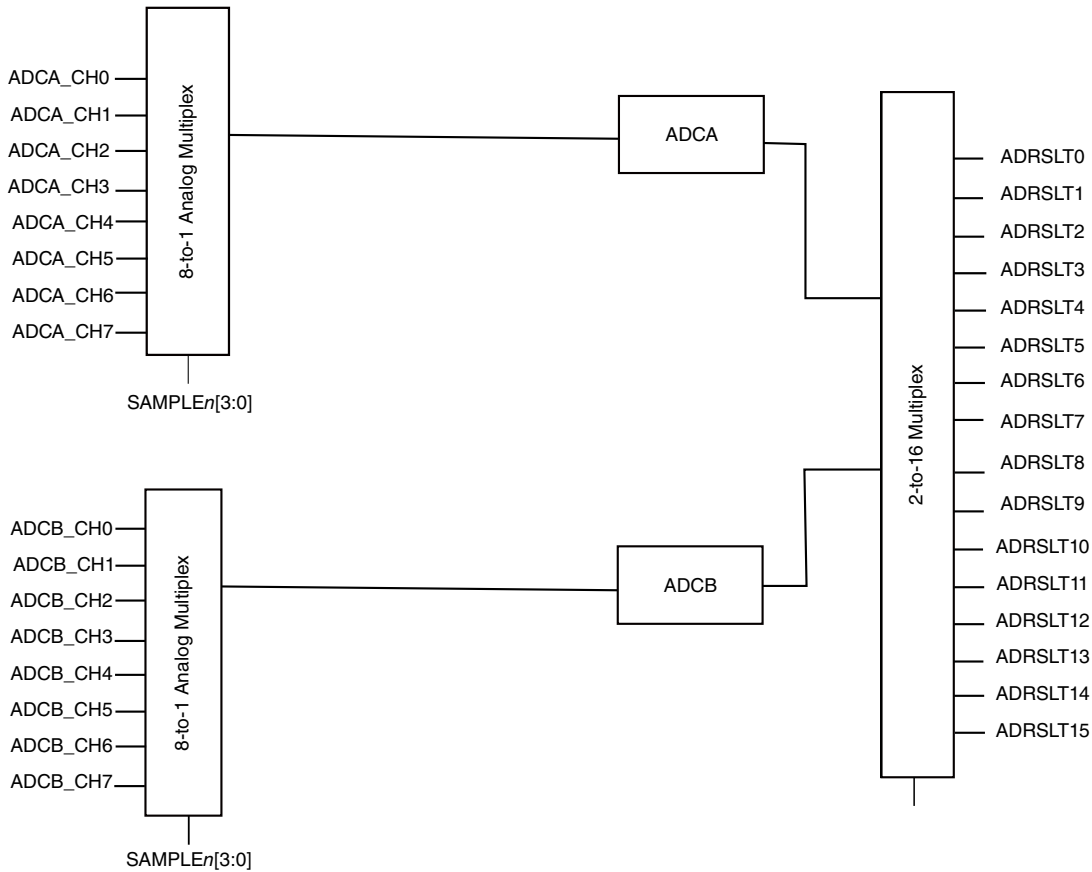 ADCA_CH0
ADCA_CH1
ADCA_CH2
ADCA_CH3
ADCA_CH4
ADCA_CH5
ADCA_CH6
ADCA_CH7
8-to-1 Analog Multiplex
SAMPLEn[3:0]
ADCA
ADCB_CH0
ADCB_CH1
ADCB_CH2
ADCB_CH3
ADCB_CH4
ADCB_CH5
ADCB_CH6
ADCB_CH7
8-to-1 Analog Multiplex
SAMPLEn[3:0]
ADCB
2-to-16 Multiplex
ADRSLT0
ADRSLT1
ADRSLT2
ADRSLT3
ADRSLT4
ADRSLT5
ADRSLT6
ADRSLT7
ADRSLT8
ADRSLT9
ADRSLT10
ADRSLT11
ADRSLT12
ADRSLT13
ADRSLT14
ADRSLT15